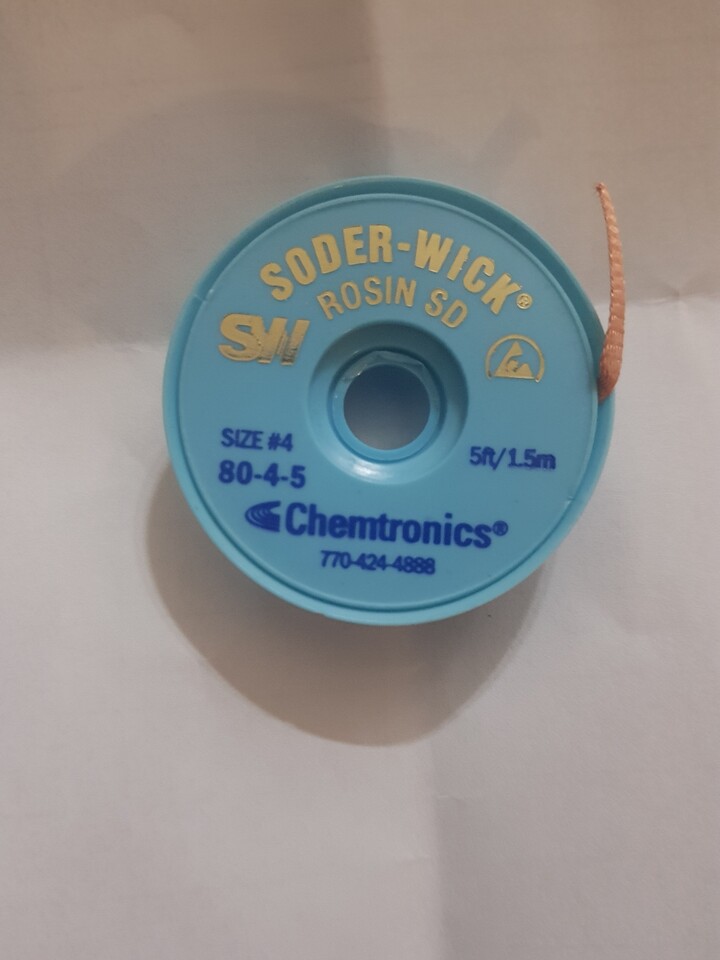 SODER-WICK®
ROSIN SD
SW
SIZE #4
80-4-5
5ft/1.5m
Chemtronics®
770-424-4888